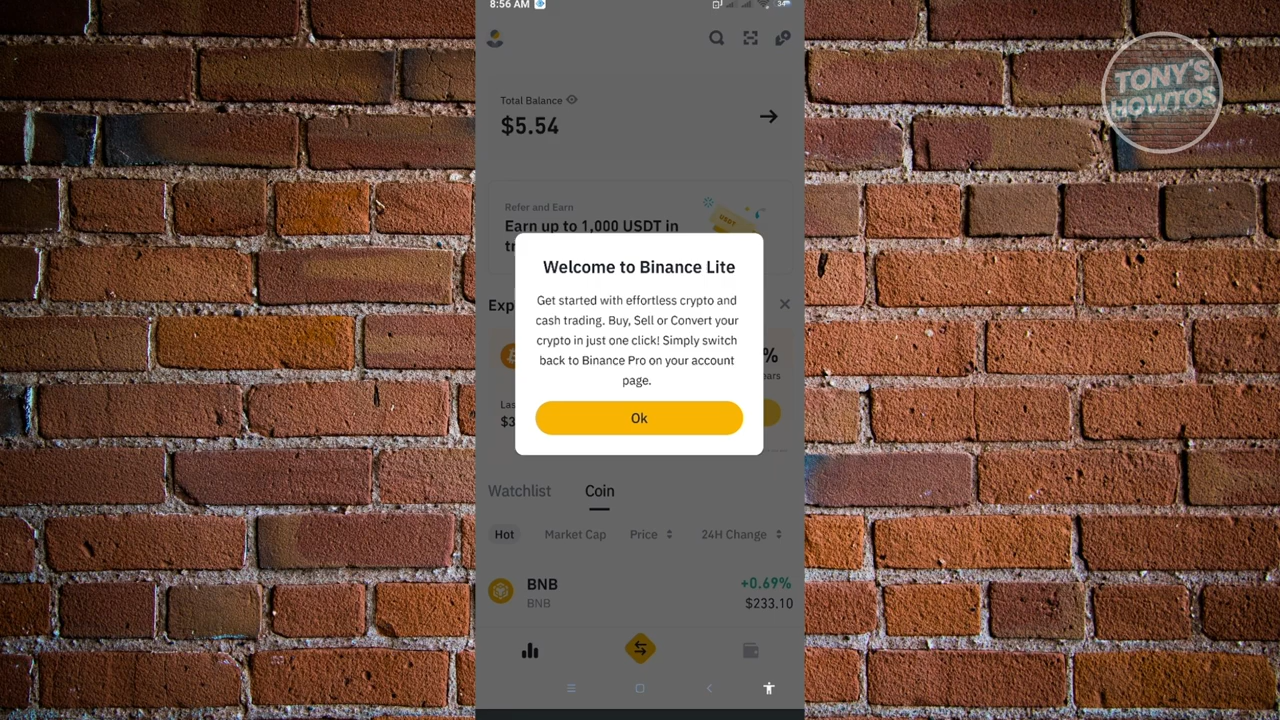 8:56 AM
34
TONY'S
HOWTOS
Total Balance
$5.54
Refer and Earn
Earn up to 1,000 USDT in
USDT
Welcome to Binance Lite
Get started with effortless crypto and
cash trading. Buy, Sell or Convert your
crypto in just one click! Simply switch
back to Binance Pro on your account
page.
Ok
Exp
%
ears
Las
$3
Watchlist Coin
Hot Market Cap Price 24H Change
BNB +0.69%
BNB $233.10